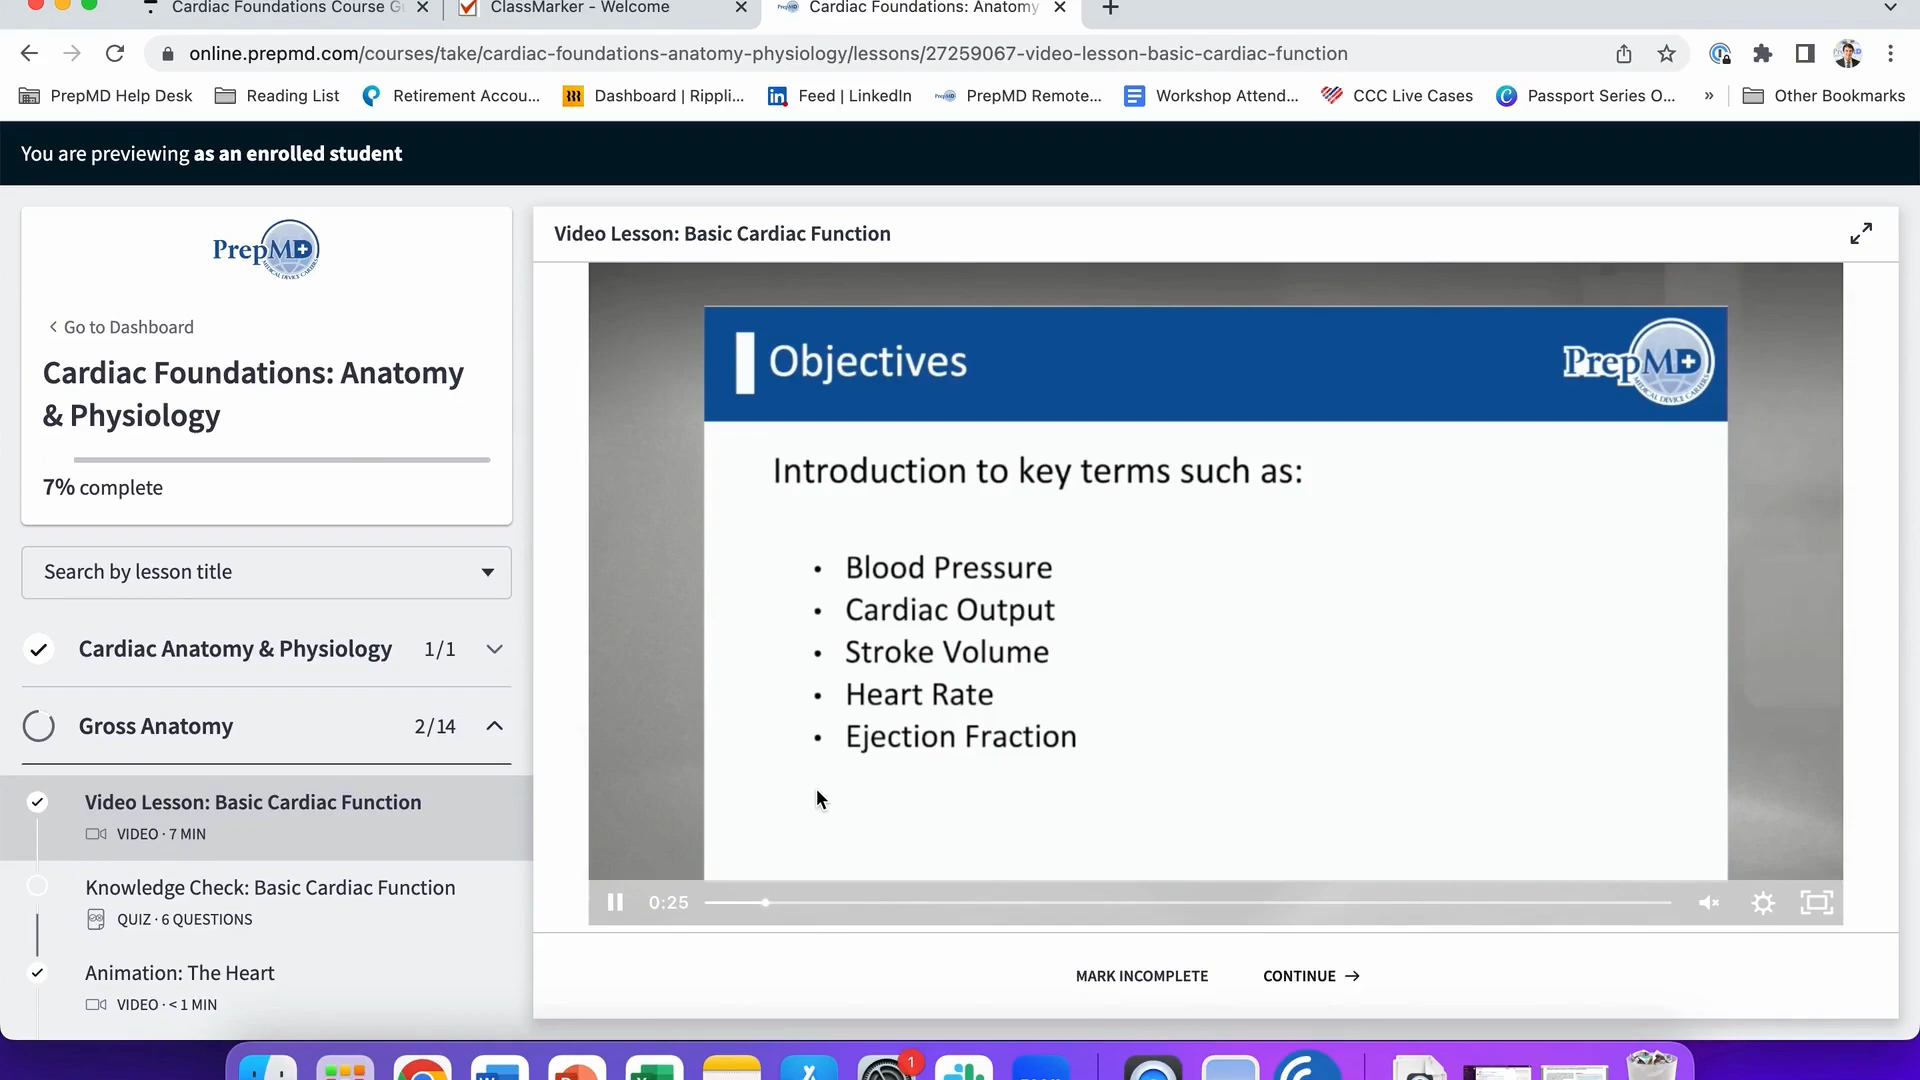 Cardiac Foundations Course G
ClassMarker - Welcome
Cardiac Foundations: Anatomy
online.prepmd.com/courses/take/cardiac-foundations-anatomy-physiology/lessons/27259067-video-lesson-basic-cardiac-function
PrepMD Help Desk
Reading List
Retirement Accou...
Dashboard | Rippli...
Feed | LinkedIn
PrepMD Remote...
Workshop Attend...
CCC Live Cases
Passport Series O...
»
Other Bookmarks
You are previewing as an enrolled student
PrepMD
Go to Dashboard
Cardiac Foundations: Anatomy
& Physiology
7% complete
Search by lesson title
Cardiac Anatomy & Physiology 1/1
Gross Anatomy 2/14
Video Lesson: Basic Cardiac Function
VIDEO · 7 MIN
Knowledge Check: Basic Cardiac Function
QUIZ · 6 QUESTIONS
Animation: The Heart
VIDEO · < 1 MIN
Video Lesson: Basic Cardiac Function
Objectives
PrepMD
MEDICAL DEVICE CAREERS
Introduction to key terms such as:
• Blood Pressure
• Cardiac Output
• Stroke Volume
• Heart Rate
• Ejection Fraction
0:25
MARK INCOMPLETE
CONTINUE →
1